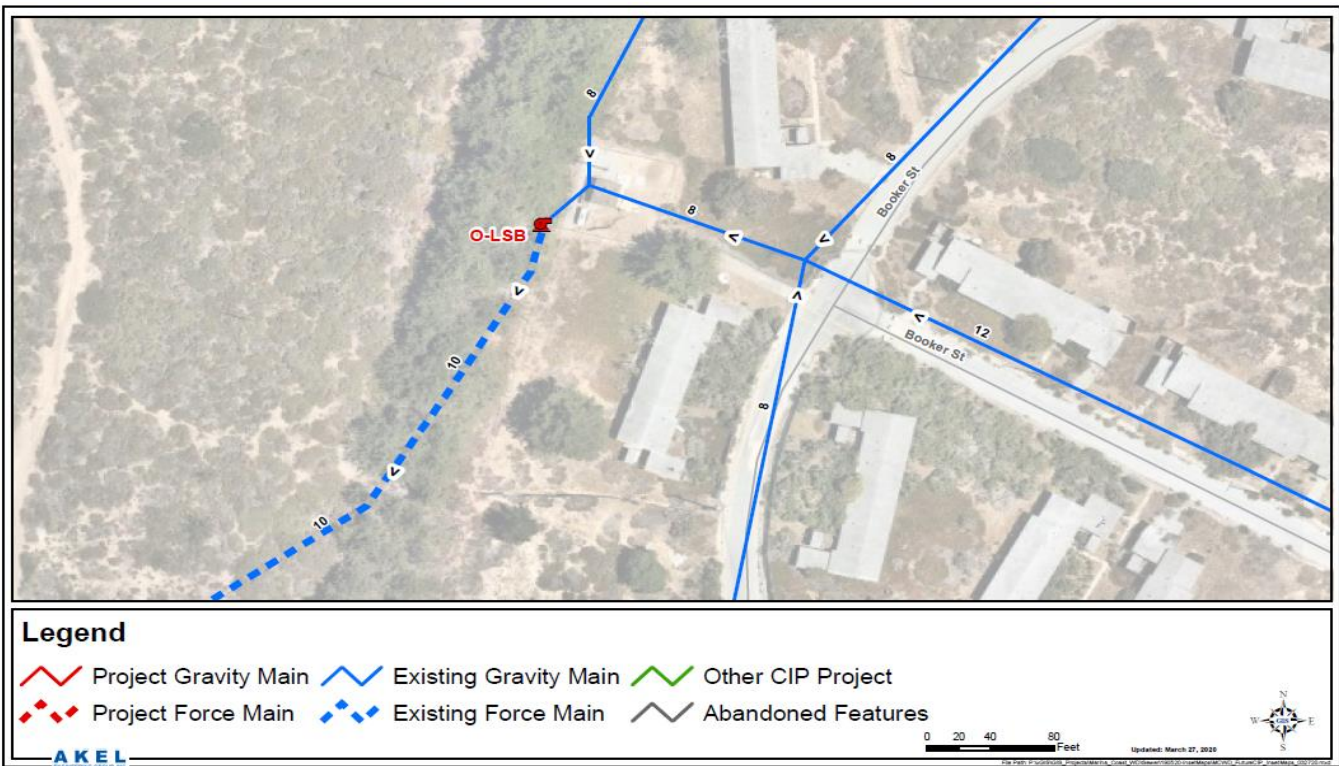 8
8
8
Booker St
O-LSB
10
12
Booker St
8
10
Legend
Project Gravity Main Existing Gravity Main Other CIP Project
Project Force Main Existing Force Main Abandoned Features
N
W GIS E
S
0 20 40 80
Feet
Updated: March 27, 2020
AKEL